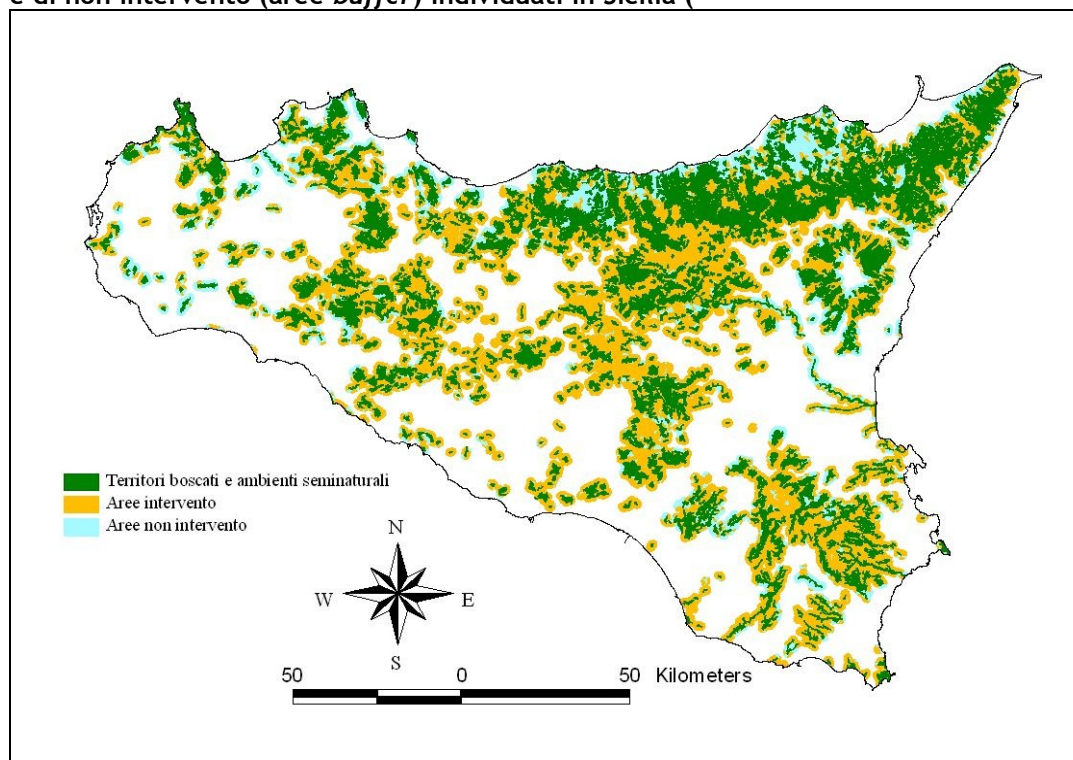 e di non intervento (aree buffer) individuati in Sicilia (
Territori boscati e ambienti seminaturali
Aree intervento
Aree non intervento
N
W E
S
50 0 50 Kilometers